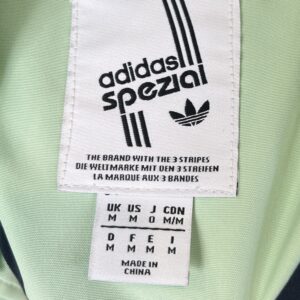 adidas
spezial
THE BRAND WITH THE 3 STRIPES
DIE WELTMARKE MIT DEN 3 STREIFEN
LA MARQUE AUX 3 BANDES
UK US J CDN
M M O M/M
D F E I
M M M M
MADE IN
CHINA